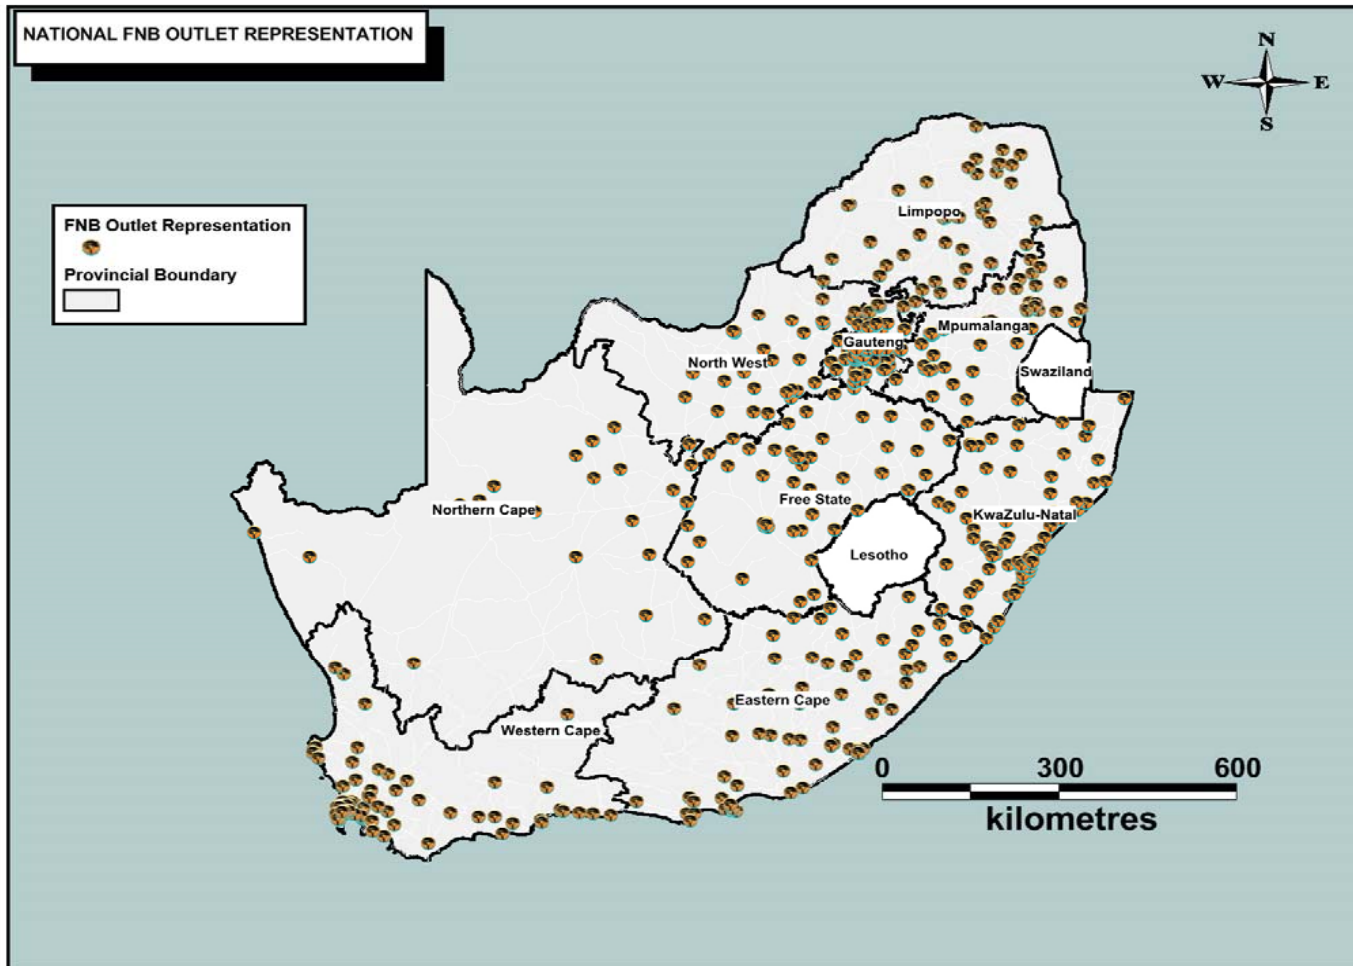 NATIONAL FNB OUTLET REPRESENTATION
N
W E
S
FNB Outlet Representation
Provincial Boundary
Limpopo
Mpumalanga
Gauteng
North West
Swaziland
Free State
Northern Cape
KwaZulu-Natal
Lesotho
Eastern Cape
Western Cape
0 300 600
kilometres